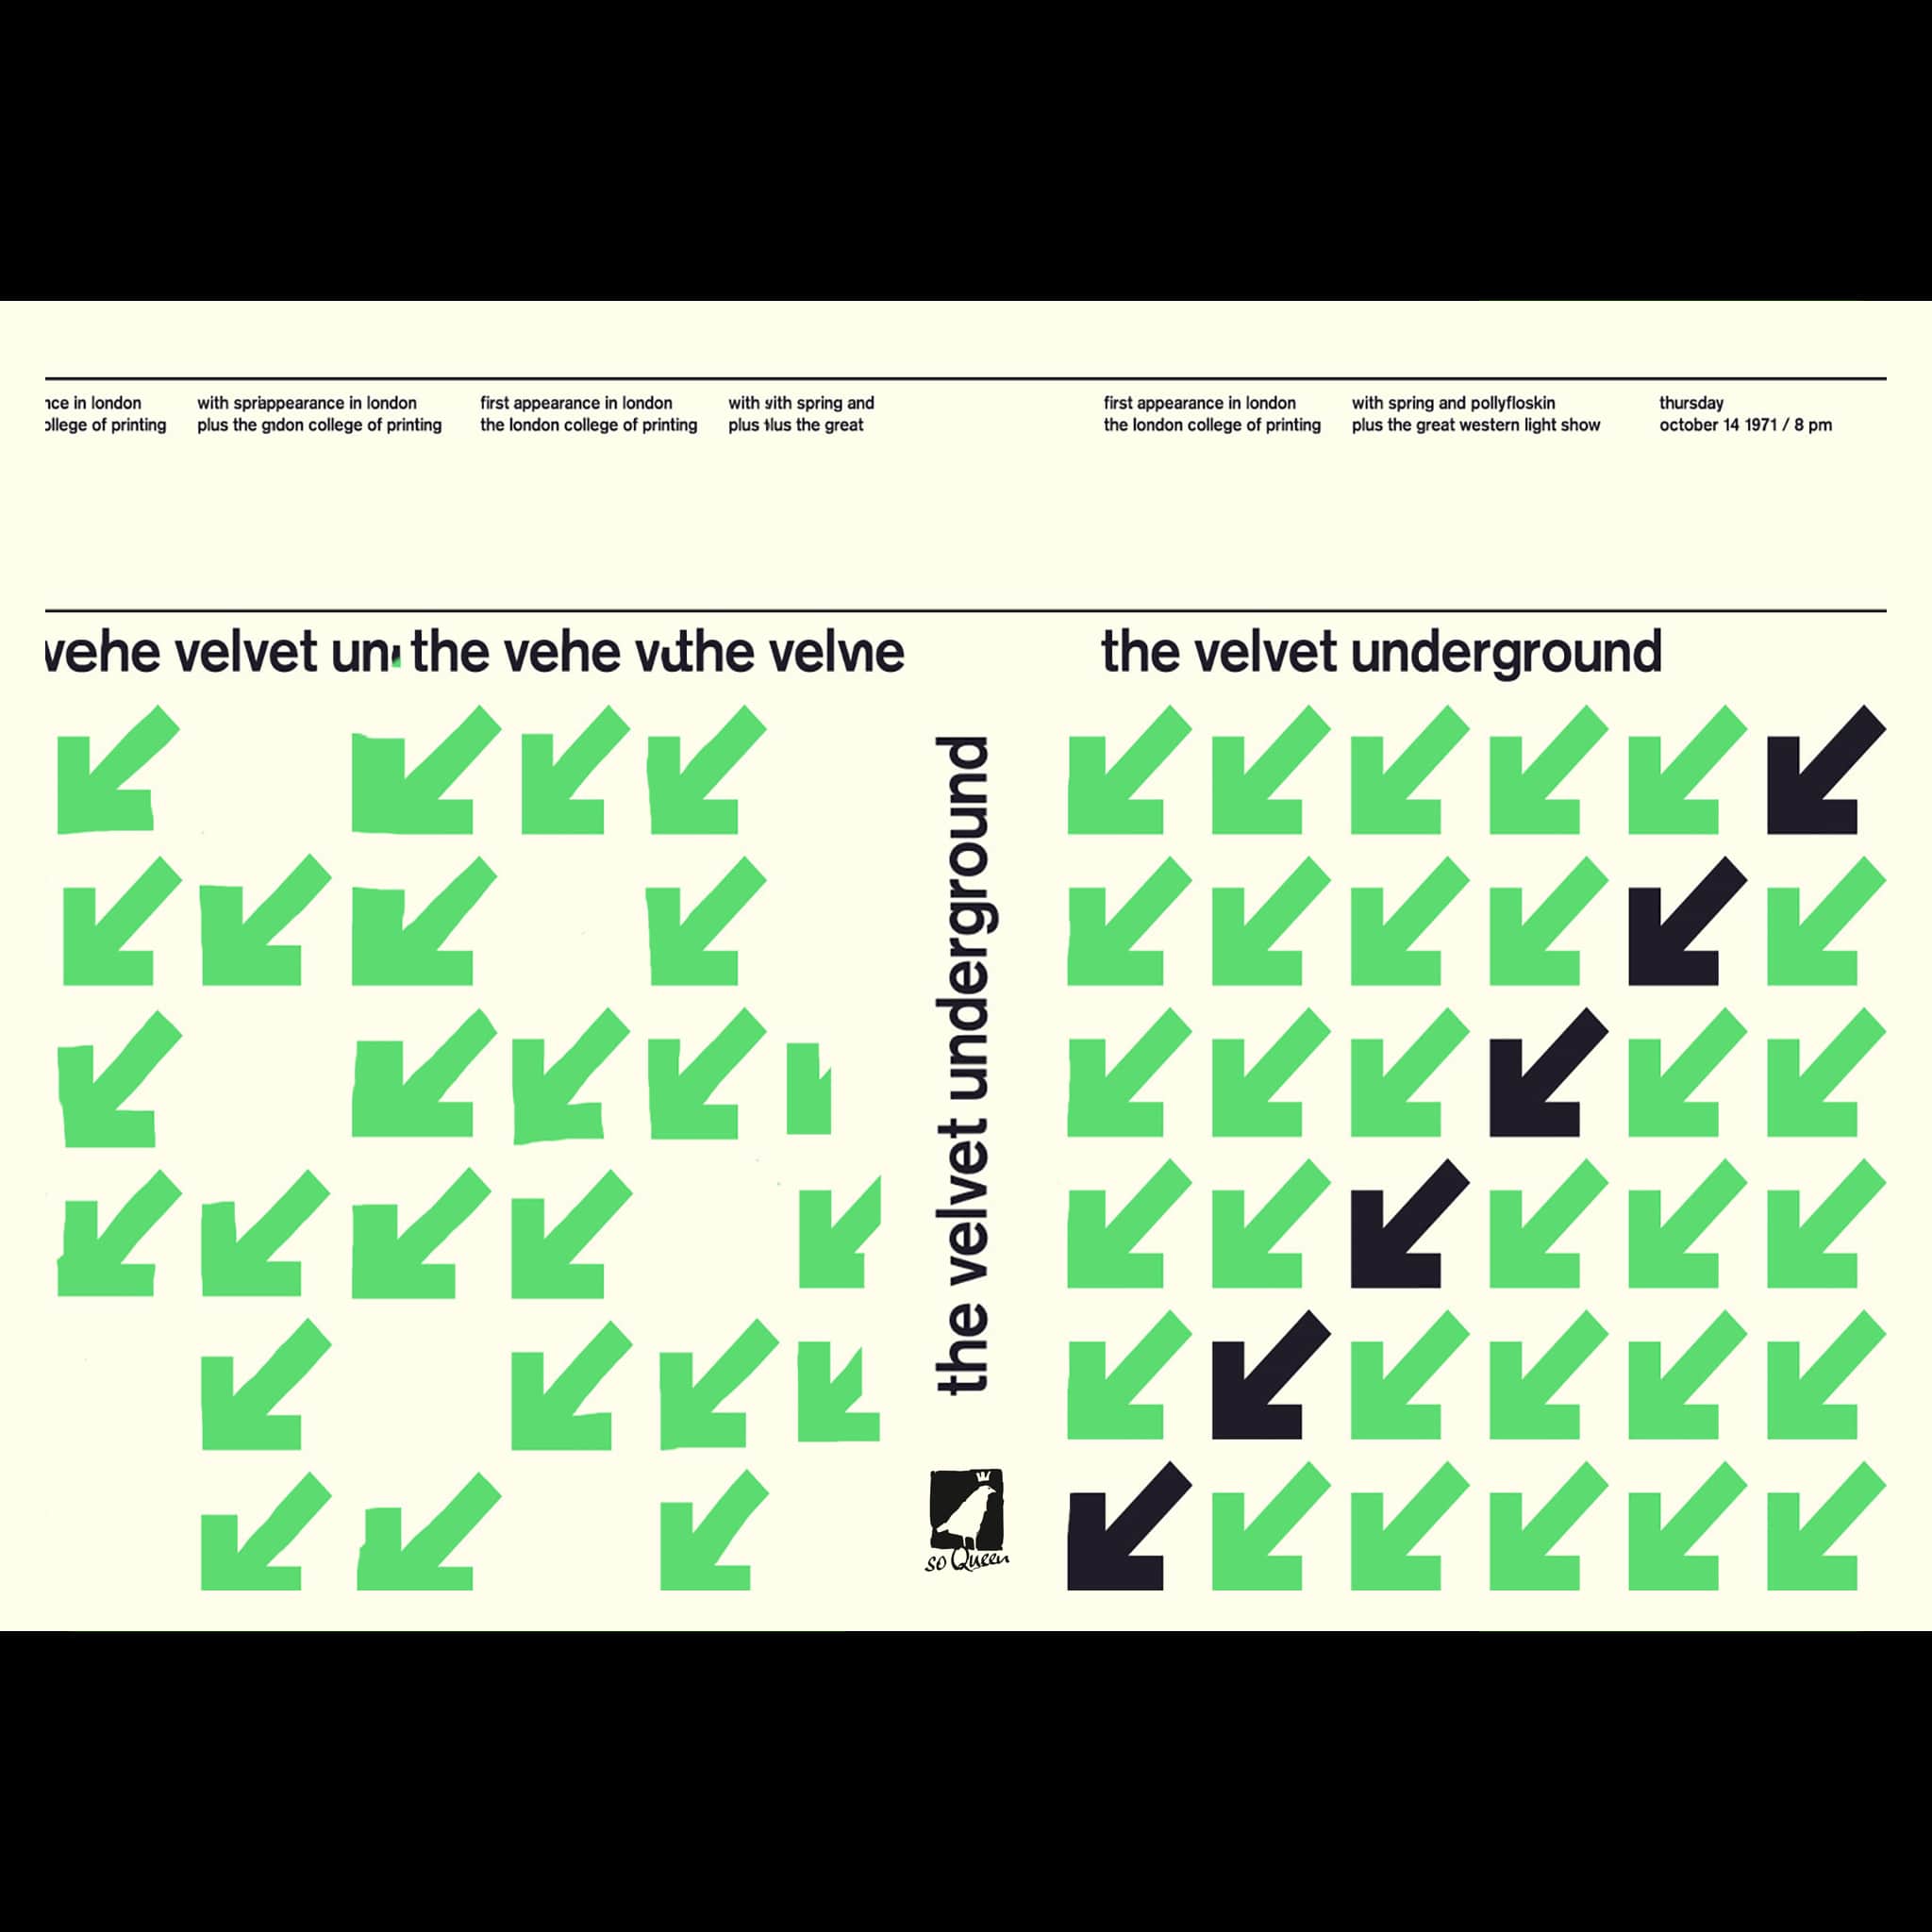 nce in london
ollege of printing
with spriappearance in london
plus the gndon college of printing
first appearance in london
the london college of printing
with with spring and
plus the great
first appearance in london
the london college of printing
with spring and pollyfloskin
plus the great western light show
thursday
october 14 1971 / 8 pm
vehe velvet un the vehe the velvne
the velvet underground
the velvet underground
so Queen